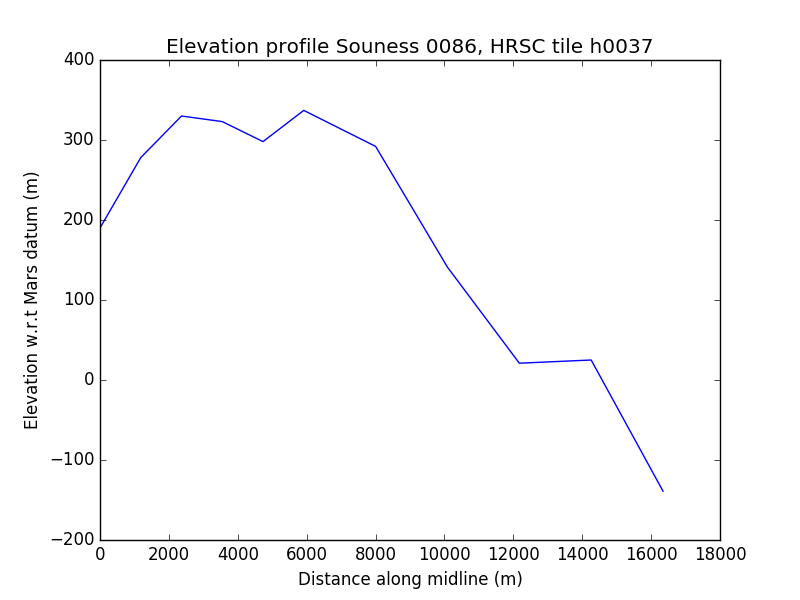 Elevation profile Souness 0086, HRSC tile h0037
400
300
200
100
0
−100
−200
Elevation w.r.t Mars datum (m)
0 2000 4000 6000 8000 10000 12000 14000 16000 18000
Distance along midline (m)